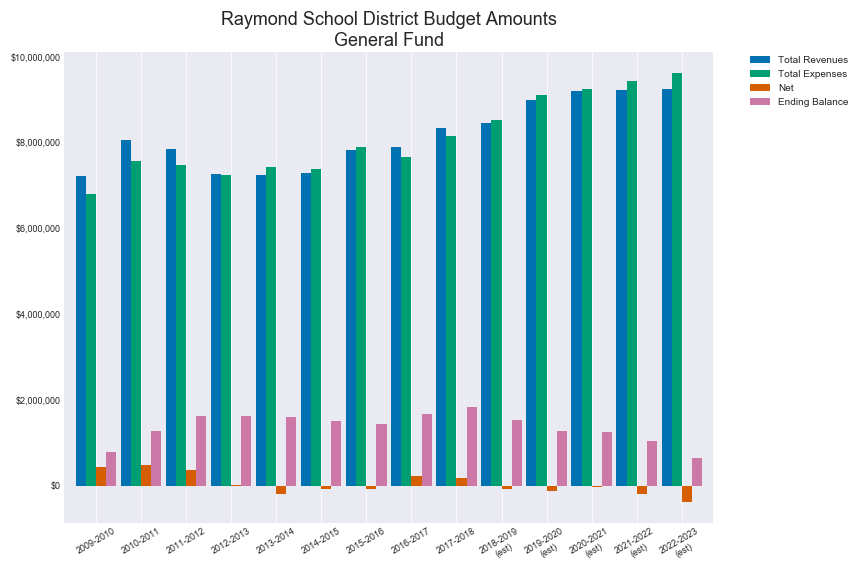 Raymond School District Budget Amounts
General Fund
Total Revenues
Total Expenses
Net
Ending Balance
$10,000,000
$8,000,000
$6,000,000
$4,000,000
$2,000,000
$0
2009-2010
2010-2011
2011-2012
2012-2013
2013-2014
2014-2015
2015-2016
2016-2017
2017-2018
2018-2019
(est)
2019-2020
(est)
2020-2021
(est)
2021-2022
(est)
2022-2023
(est)